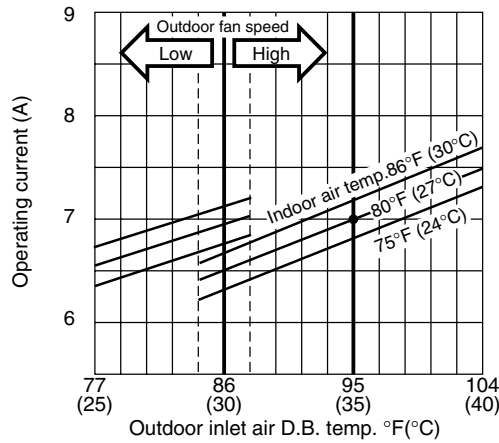 Operating current (A)
9
8
7
6
Outdoor fan speed
Low
High
Indoor air temp.86°F (30°C)
80°F (27°C)
75°F (24°C)
77 86 95 104
(25) (30) (35) (40)
Outdoor inlet air D.B. temp. °F(°C)